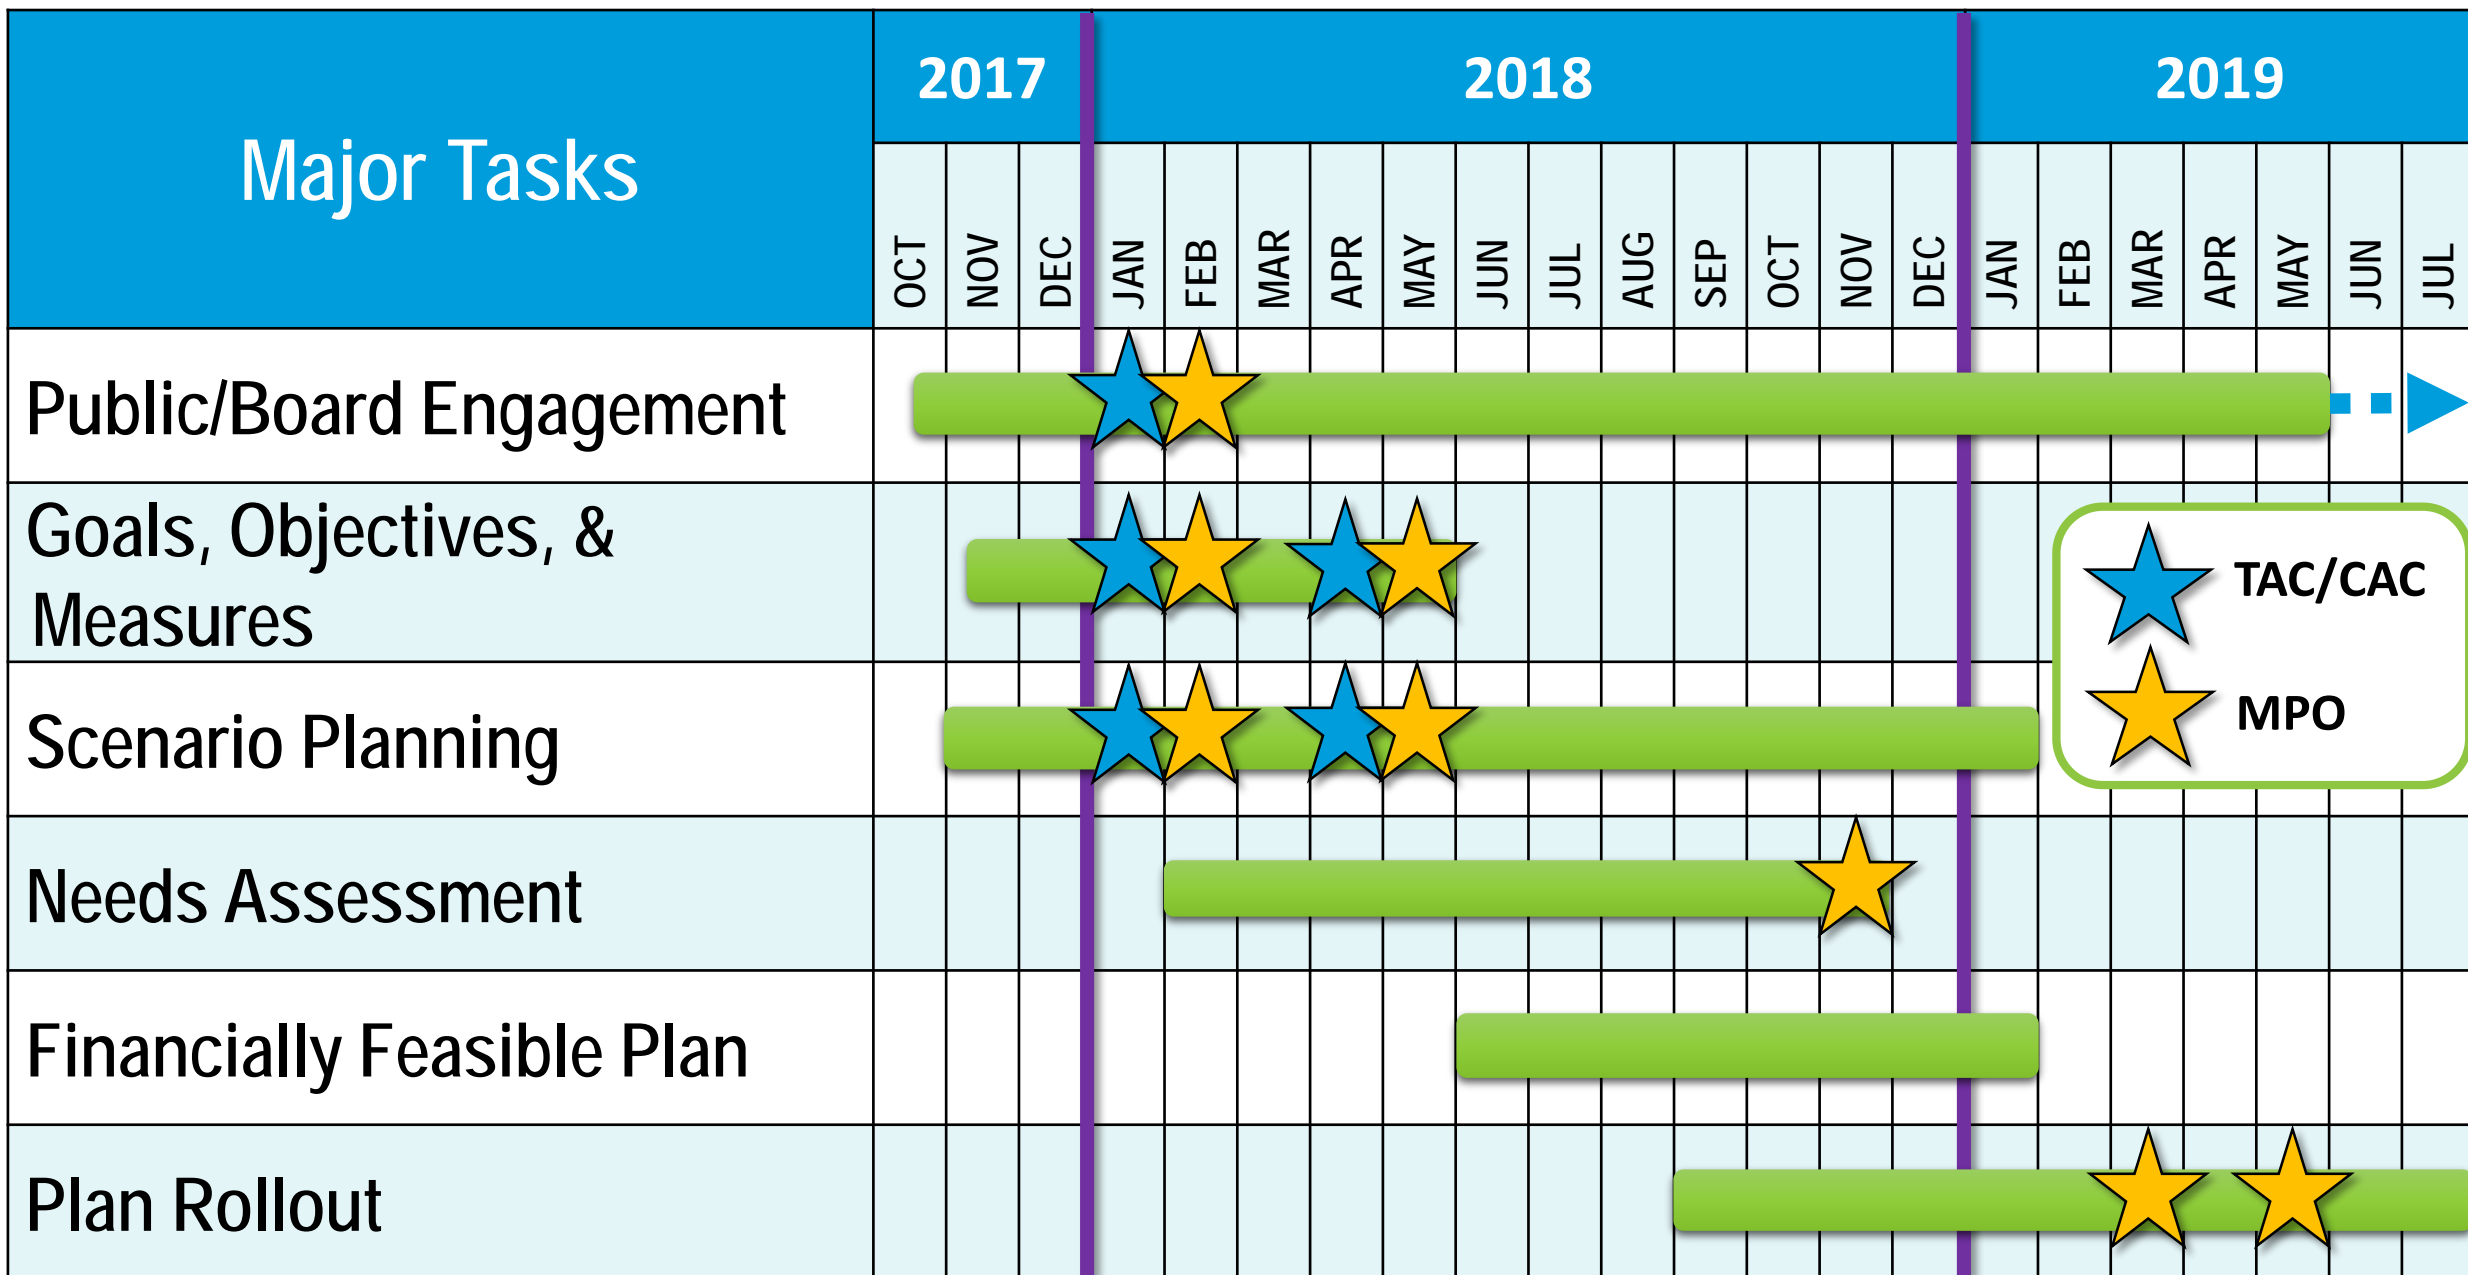 Major Tasks
2017
2018
2019
OCT
NOV
DEC
JAN
FEB
MAR
APR
MAY
JUN
JUL
AUG
SEP
OCT
NOV
DEC
JAN
FEB
MAR
APR
MAY
JUN
JUL
Public/Board Engagement
Goals, Objectives, &
Measures
Scenario Planning
Needs Assessment
Financially Feasible Plan
Plan Rollout
TAC/CAC
MPO